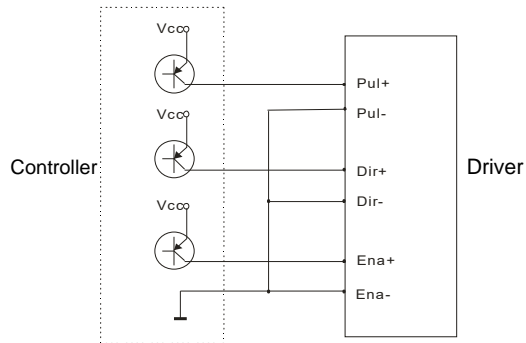 Vcc
Pul+
Vcc
Pul-
Controller
Dir+
Driver
Vcc
Dir-
Ena+
Ena-